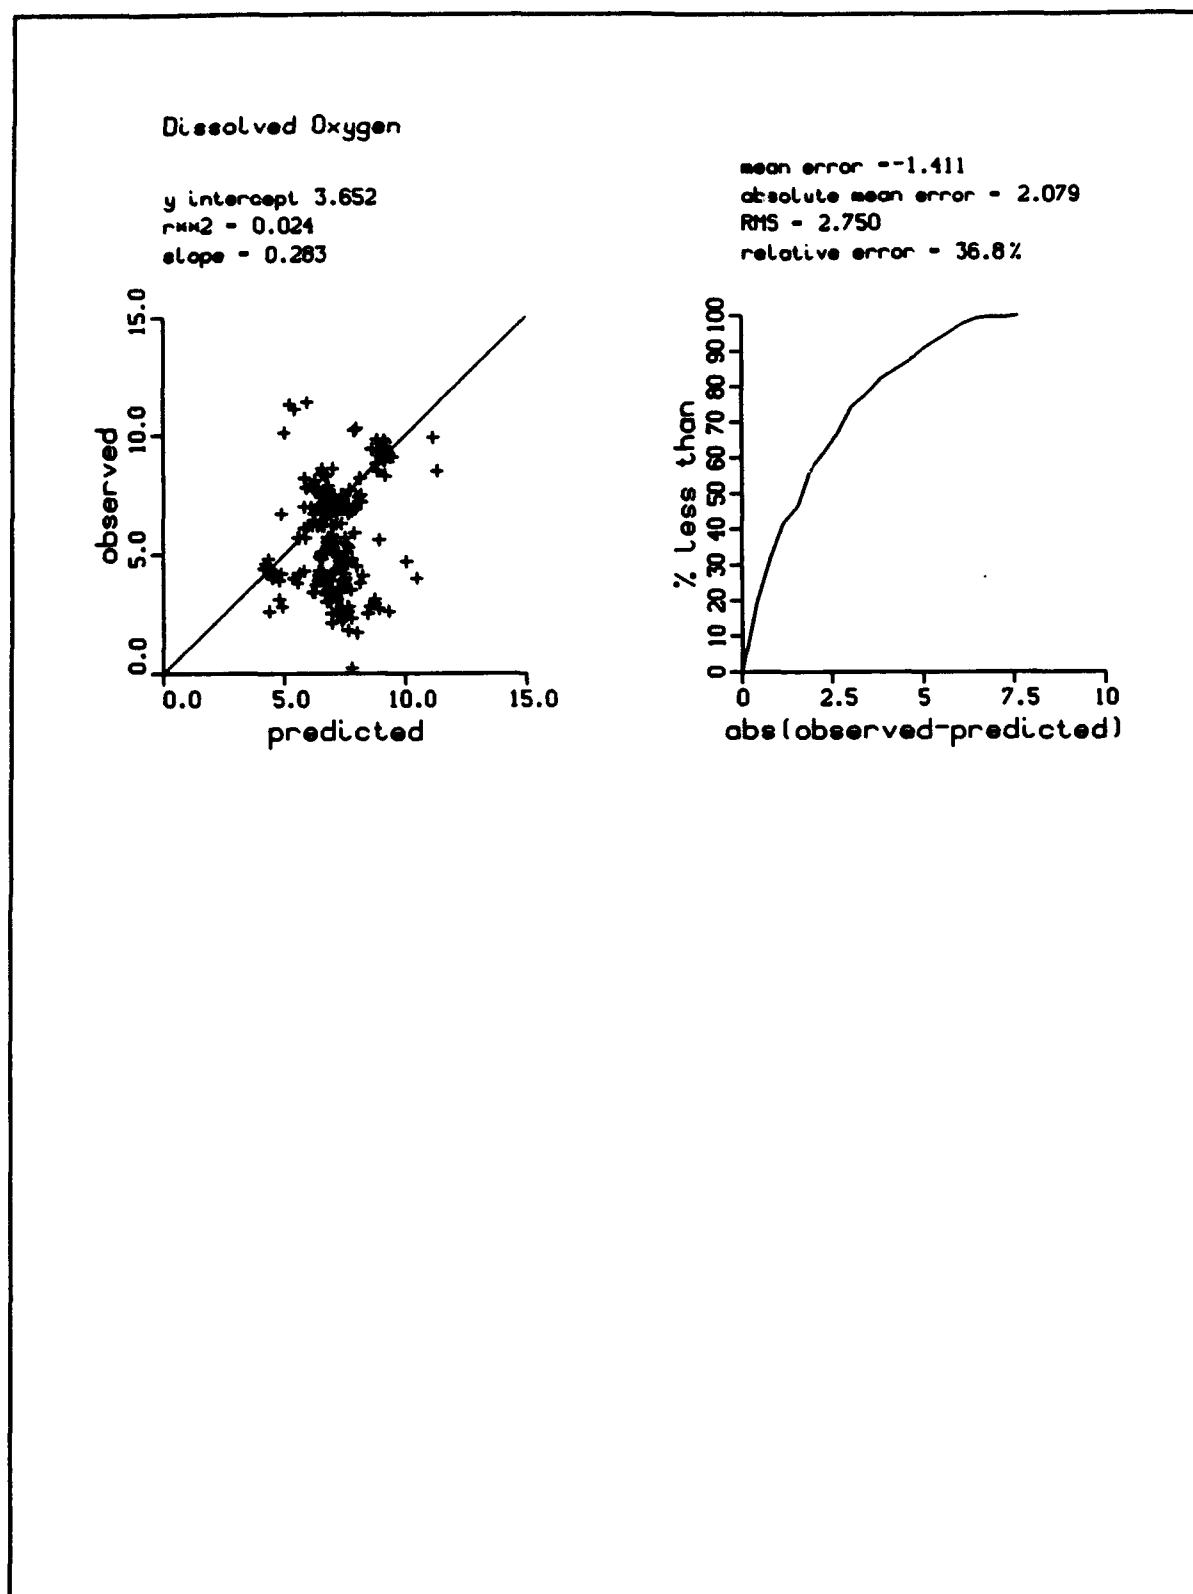 Dissolved Oxygen
y intercept 3.652
r**2 = 0.024
slope = 0.283
15.0
10.0
5.0
0.0
observed
0.0 5.0 10.0 15.0
predicted
mean error =-1.411
absolute mean error = 2.079
RMS = 2.750
relative error = 36.8%
100
90
80
70
60
50
40
30
20
10
0
% less than
0 2.5 5 7.5 10
abs(observed-predicted)